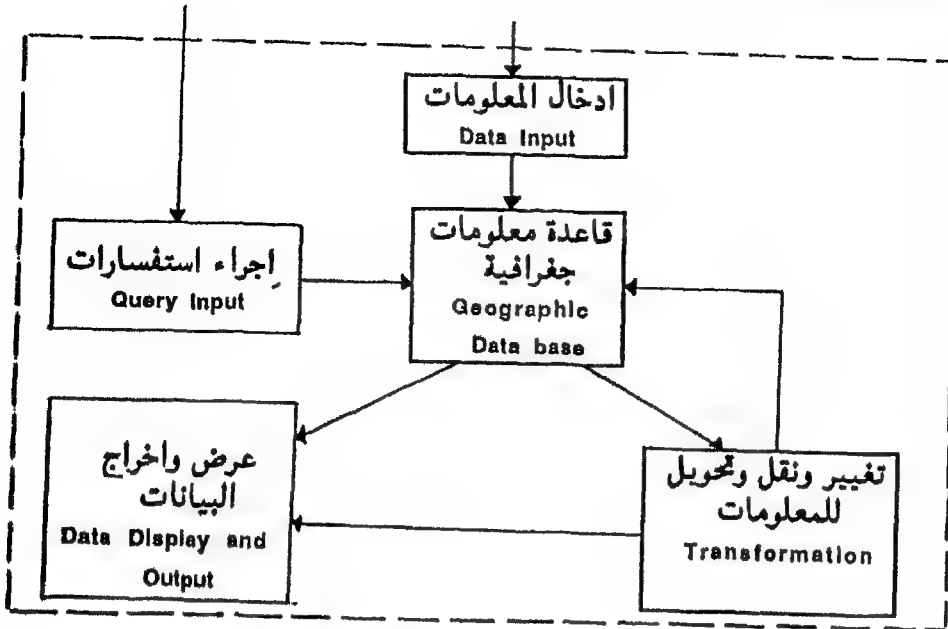 ادخال المعلومات
Data Input
قاعدة معلومات
جغرافية
Geographic
Data base
اجراء استفسارات
Query Input
عرض واخراج
البيانات
Data Display and
Output
تغيير ونقل وتحويل
للمعلومات
Transformation